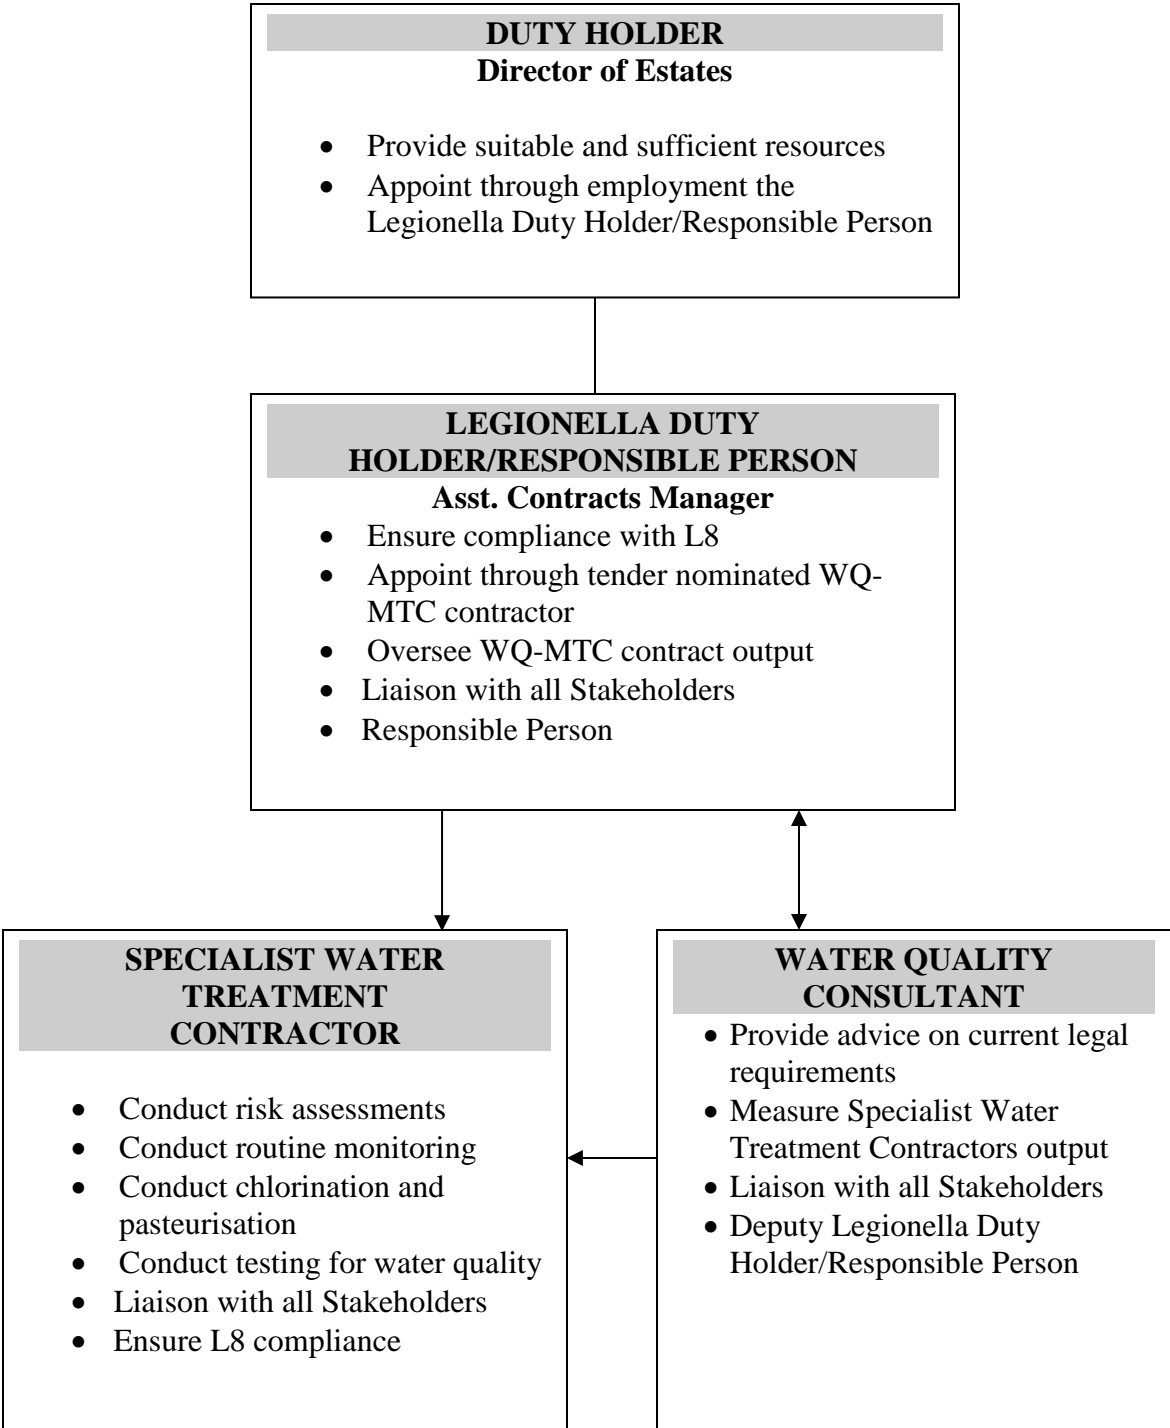 DUTY HOLDER
Director of Estates
• Provide suitable and sufficient resources
• Appoint through employment the
Legionella Duty Holder/Responsible Person
LEGIONELLA DUTY
HOLDER/RESPONSIBLE PERSON
Asst. Contracts Manager
• Ensure compliance with L8
• Appoint through tender nominated WQ-
MTC contractor
• Oversee WQ-MTC contract output
• Liaison with all Stakeholders
• Responsible Person
SPECIALIST WATER
TREATMENT
CONTRACTOR
• Conduct risk assessments
• Conduct routine monitoring
• Conduct chlorination and
pasteurisation
• Conduct testing for water quality
• Liaison with all Stakeholders
• Ensure L8 compliance
WATER QUALITY
CONSULTANT
• Provide advice on current legal
requirements
• Measure Specialist Water
Treatment Contractors output
• Liaison with all Stakeholders
• Deputy Legionella Duty
Holder/Responsible Person